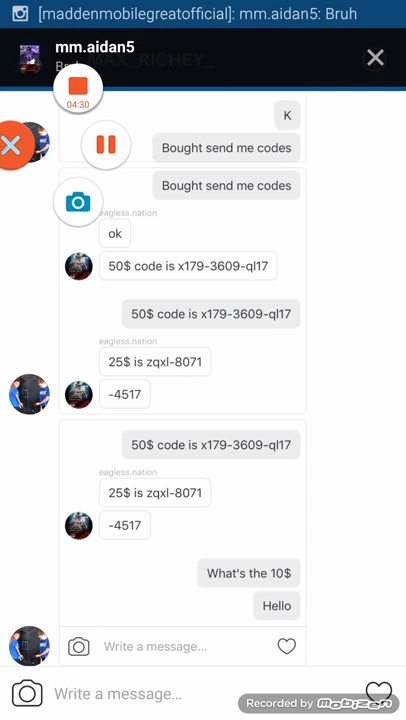 [maddenmobilegreatofficial]: mm.aidan5: Bruh
mm.aidan5
MAX_RICHEY_
04:30
K
Bought send me codes
Bought send me codes
eagless.nation
ok
50$ code is x179-3609-ql17
50$ code is x179-3609-ql17
eagless.nation
25$ is zqxl-8071
-4517
50$ code is x179-3609-ql17
eagless.nation
25$ is zqxl-8071
-4517
What's the 10$
Hello
Write a message...
Write a message...
Recorded by mobizen